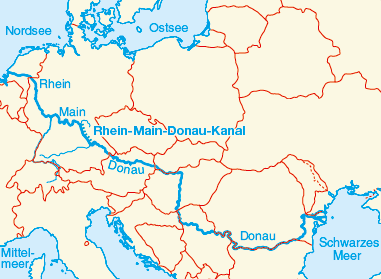 Nordsee
Ostsee
Rhein
Main
Rhein-Main-Donau-Kanal
Donau
Donau
Schwarzes
Meer
Mittel-
meer